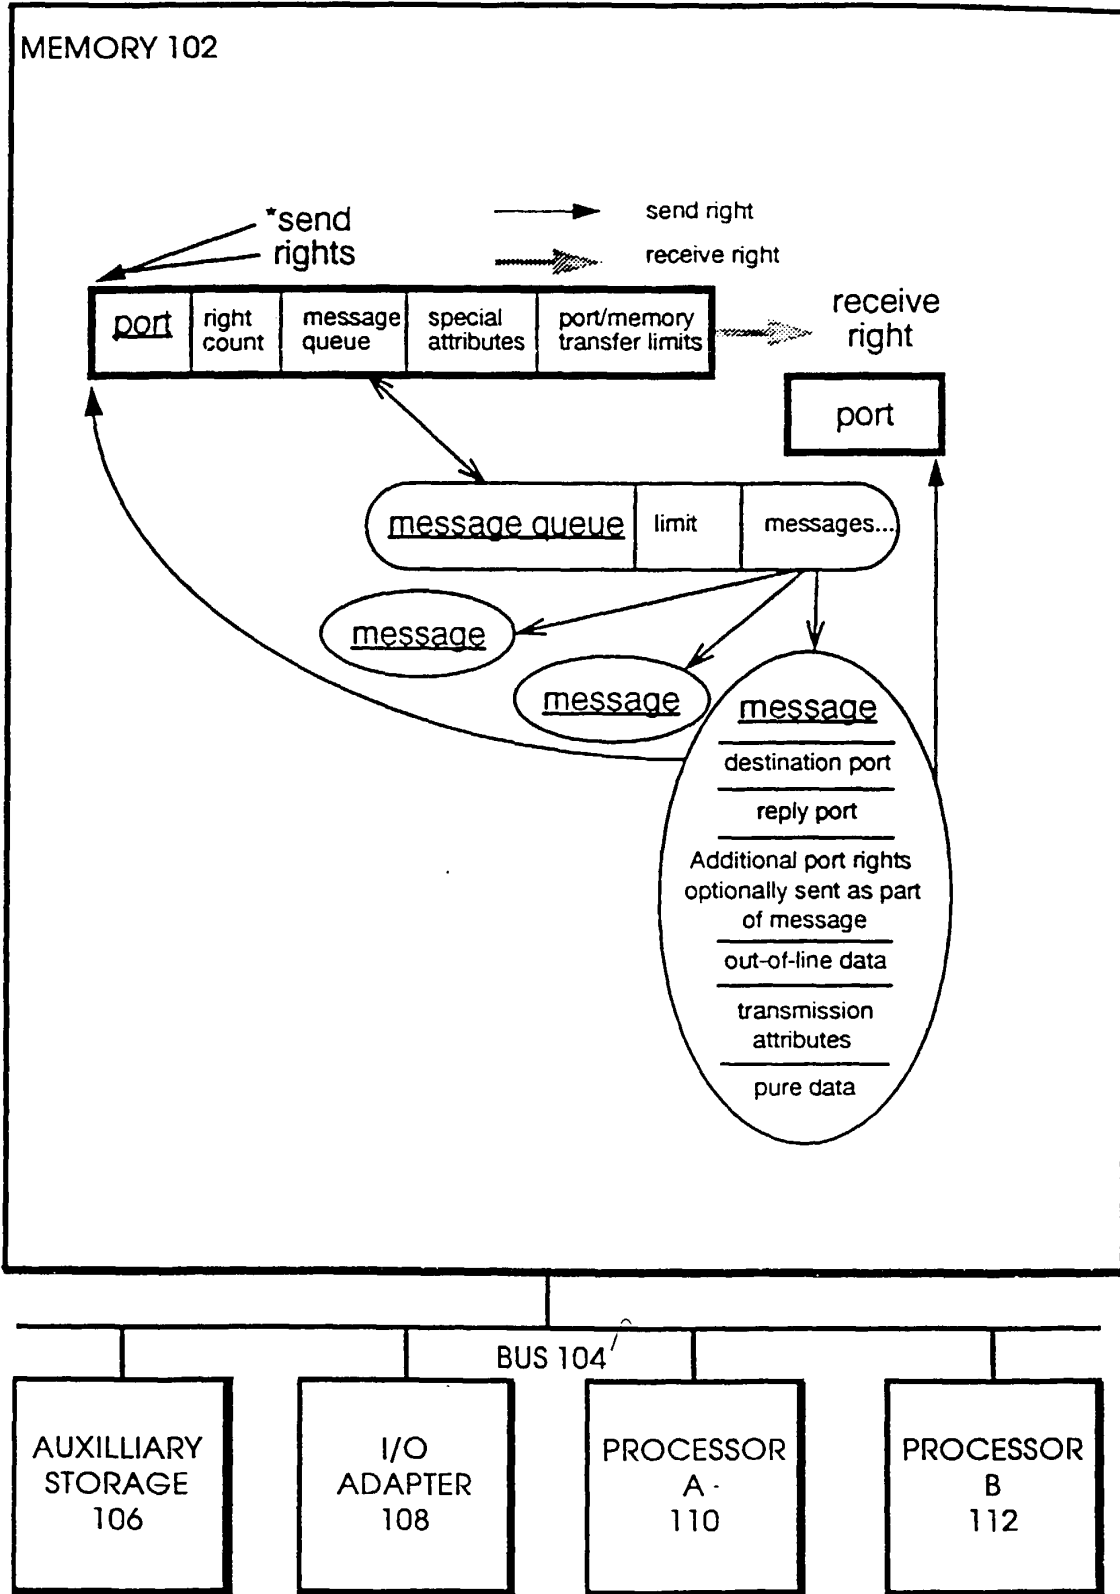 MEMORY 102
*send
rights
send right
receive right
port
right
count
message
queue
special
attributes
port/memory
transfer limits
receive
right
port
message queue
limit
messages...
message
message
message
destination port
reply port
Additional port rights
optionally sent as part
of message
out-of-line data
transmission
attributes
pure data
BUS 104
AUXILLIARY
STORAGE
106
I/O
ADAPTER
108
PROCESSOR
A
110
PROCESSOR
B
112